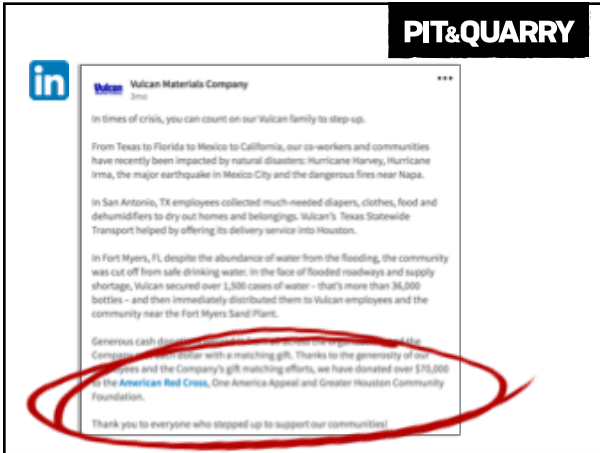 PIT&QUARRY
in
Vulcan
Vulcan Materials Company
3mo
In times of crisis, you can count on our Vulcan family to step-up.
From Texas to Florida to Mexico to California, our co-workers and communities
have recently been impacted by natural disasters: Hurricane Harvey, Hurricane
Irma, the major earthquake in Mexico City and the dangerous fires near Napa.
In San Antonio, TX employees collected much-needed diapers, clothes, food and
dehumidifiers to dry out homes and belongings. Vulcan's Texas Statewide
Transport helped by offering its delivery service into Houston.
In Fort Myers, FL despite the abundance of water from the flooding, the community
was cut off from safe drinking water. In the face of flooded roadways and supply
shortage, Vulcan secured over 1,500 cases of water – that's more than 36,000
bottles – and then immediately distributed them to Vulcan employees and the
community near the Fort Myers Sand Plant.
Generous cash across the the
Company each dollar with a matching gift. Thanks to the generosity of our
and the Company's gift matching efforts, we have donated over $70,000
to the American Red Cross, One America Appeal and Greater Houston Community
Foundation.
Thank you to everyone who stepped up to support our communities!